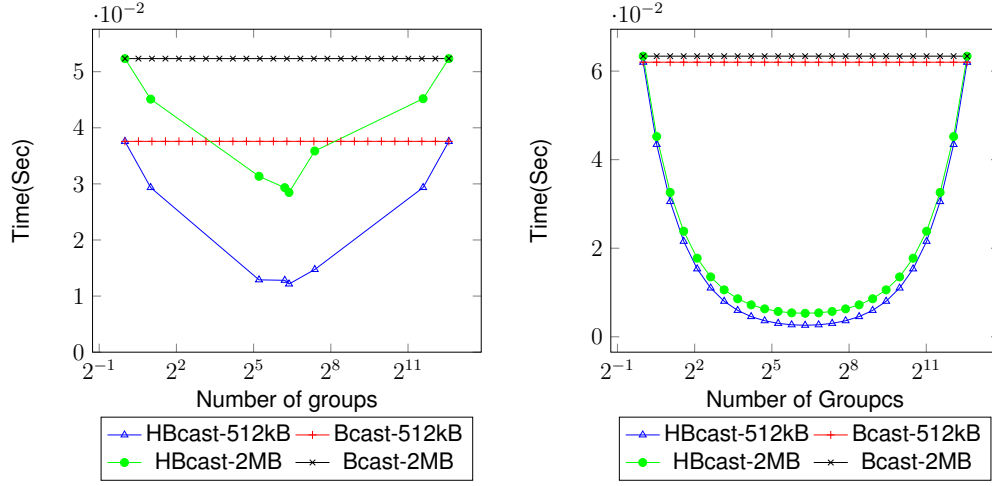 ·10⁻²
5
4
3
2
1
0
Time(Sec)
2⁻¹ 2² 2⁵ 2⁸ 2¹¹
Number of groups
HBcast-512kB Bcast-512kB
HBcast-2MB Bcast-2MB
·10⁻²
6
4
2
0
Time(Sec)
2⁻¹ 2² 2⁵ 2⁸ 2¹¹
Number of Groupcs
HBcast-512kB Bcast-512kB
HBcast-2MB Bcast-2MB